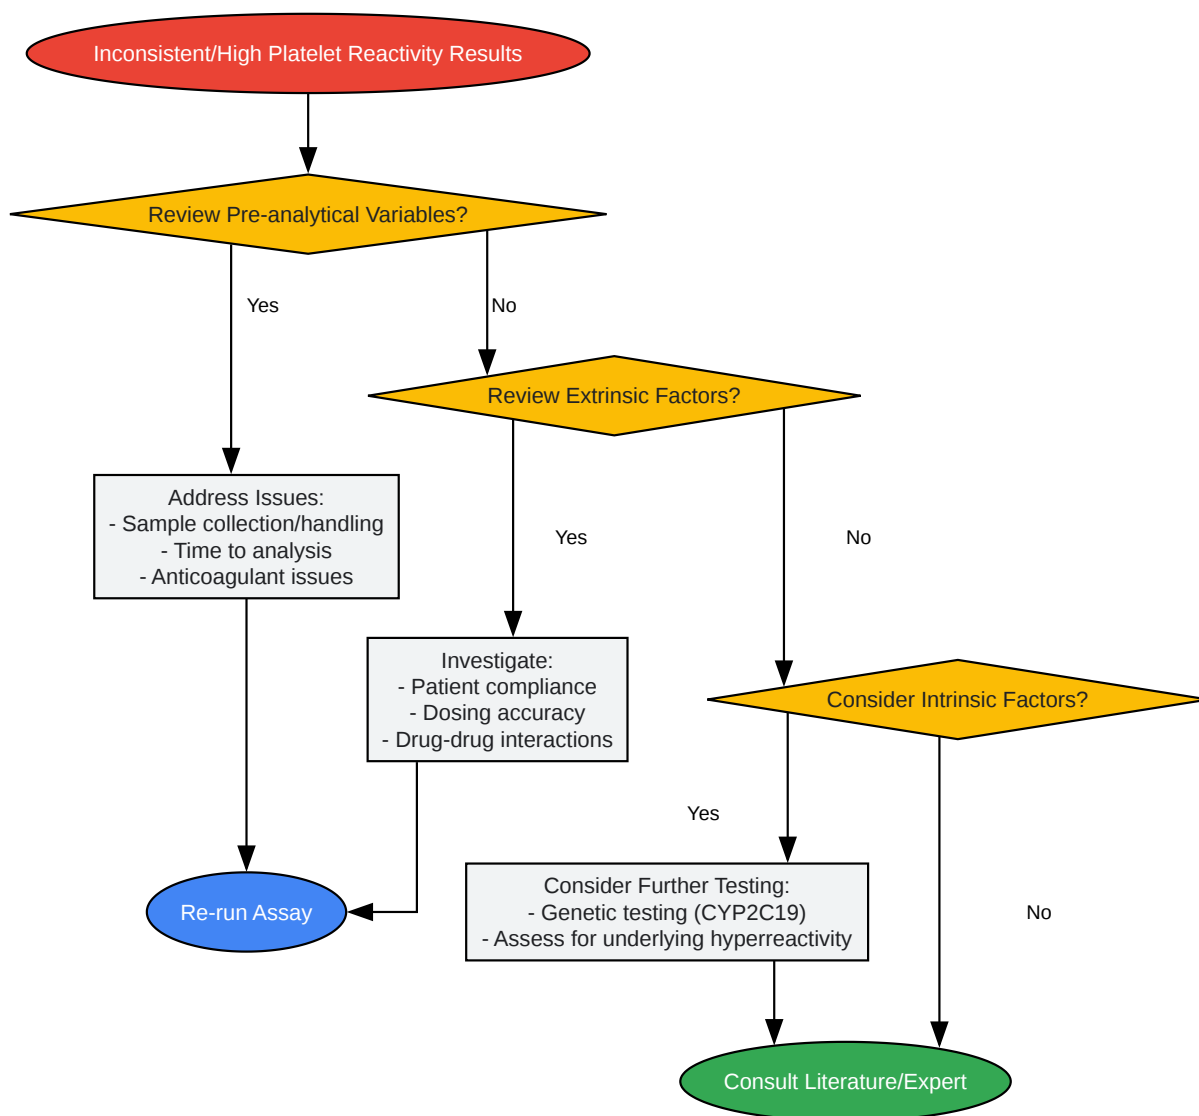 Inconsistent/High Platelet Reactivity Results
Review Pre-analytical Variables?
Yes
No
Review Extrinsic Factors?
Address Issues:
- Sample collection/handling
- Time to analysis
- Anticoagulant issues
Yes
No
Investigate:
- Patient compliance
- Dosing accuracy
- Drug-drug interactions
Consider Intrinsic Factors?
Yes
No
Re-run Assay
Consider Further Testing:
- Genetic testing (CYP2C19)
- Assess for underlying hyperreactivity
Consult Literature/Expert